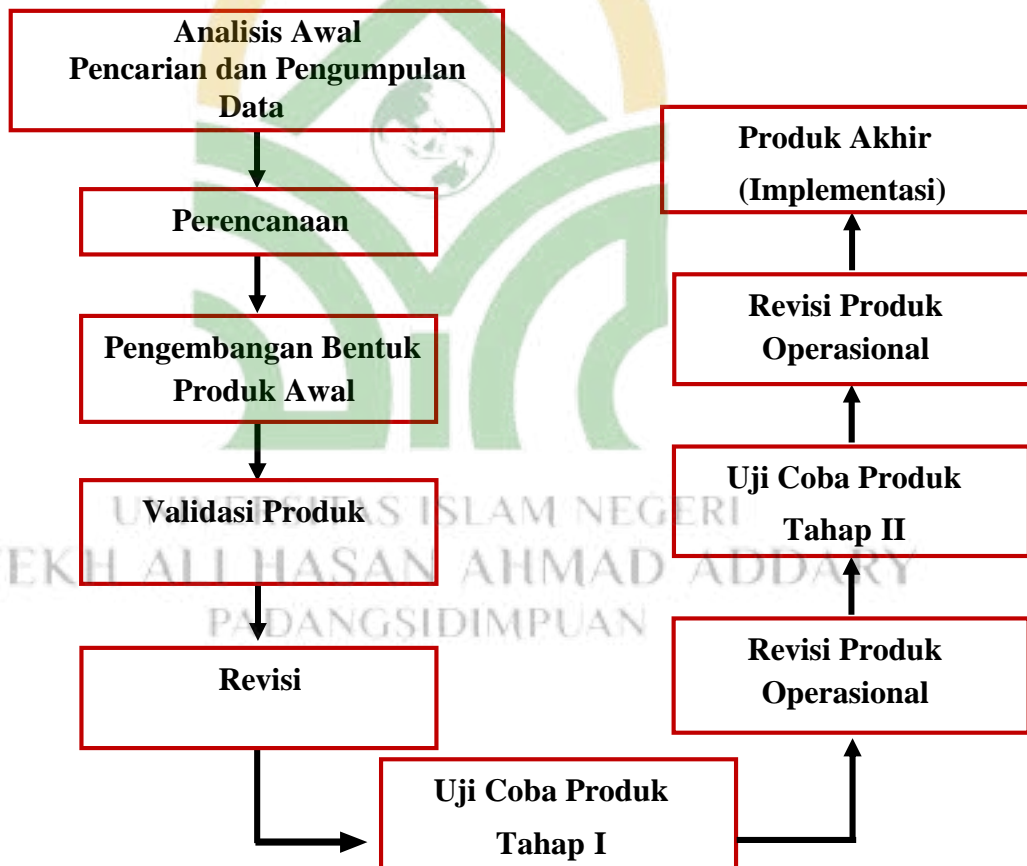 Analisis Awal
Pencarian dan Pengumpulan
Data
Perencanaan
Pengembangan Bentuk
Produk Awal
Validasi Produk
Revisi
Uji Coba Produk
Tahap I
Revisi Produk
Operasional
Uji Coba Produk
Tahap II
Revisi Produk
Operasional
Produk Akhir
(Implementasi)
UNIVERSITAS ISLAM NEGERI
EKH ALI HASAN AHMAD ADDARY
PADANGSIDIMPUAN